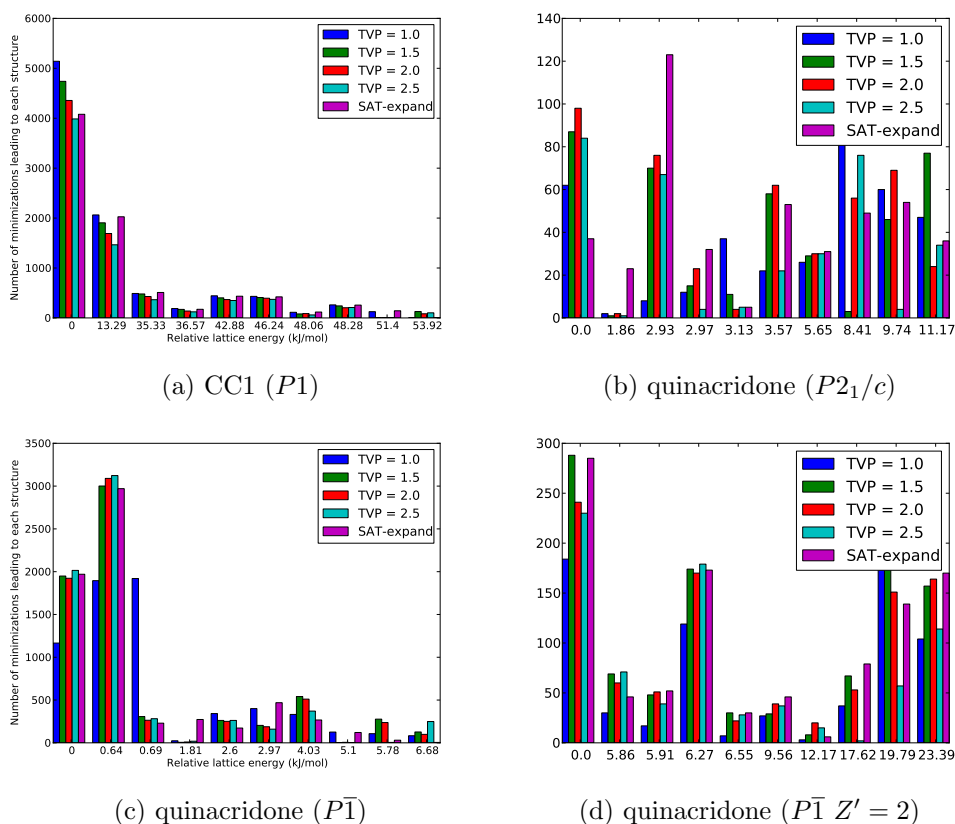 6000
5000
4000
3000
2000
1000
0
Number of minimizations leading to each structure
TVP = 1.0
TVP = 1.5
TVP = 2.0
TVP = 2.5
SAT-expand
0 13.29 35.33 36.57 42.88 46.24 48.06 48.28 51.4 53.92
Relative lattice energy (kJ/mol)
(a) CC1 (P1)
140
120
100
80
60
40
20
0
TVP = 1.0
TVP = 1.5
TVP = 2.0
TVP = 2.5
SAT-expand
0.0 1.86 2.93 2.97 3.13 3.57 5.65 8.41 9.74 11.17
(b) quinacridone (P2₁/c)
3500
3000
2500
2000
1500
1000
500
0
Number of minimizations leading to each structure
TVP = 1.0
TVP = 1.5
TVP = 2.0
TVP = 2.5
SAT-expand
0 0.64 0.69 1.81 2.6 2.97 4.03 5.1 5.78 6.68
Relative lattice energy (kJ/mol)
(c) quinacridone (P1̅)
300
250
200
150
100
50
0
TVP = 1.0
TVP = 1.5
TVP = 2.0
TVP = 2.5
SAT-expand
0.0 5.86 5.91 6.27 6.55 9.56 12.17 17.62 19.79 23.39
(d) quinacridone (P1̅ Z′ = 2)